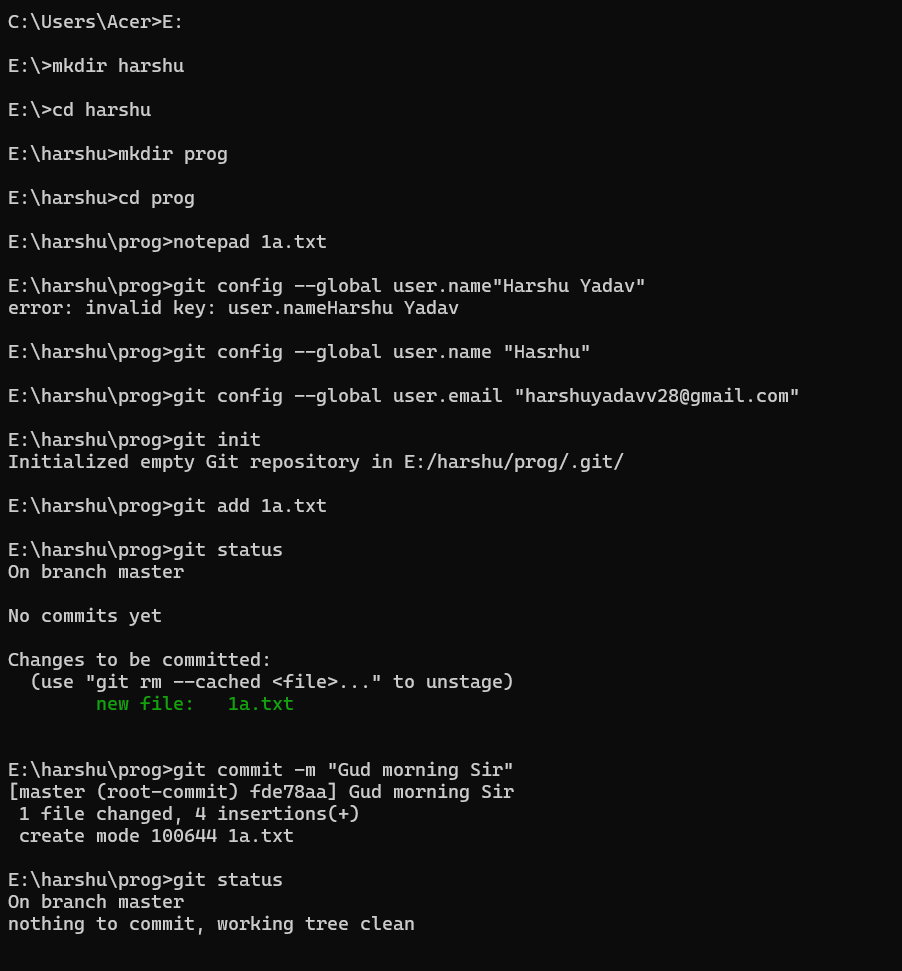 C:\Users\Acer>E:
E:\>mkdir harshu
E:\>cd harshu
E:\harshu>mkdir prog
E:\harshu>cd prog
E:\harshu\prog>notepad 1a.txt
E:\harshu\prog>git config --global user.name"Harshu Yadav"
error: invalid key: user.nameHarshu Yadav
E:\harshu\prog>git config --global user.name "Hasrhu"
E:\harshu\prog>git config --global user.email "harshuyadavv28@gmail.com"
E:\harshu\prog>git init
Initialized empty Git repository in E:/harshu/prog/.git/
E:\harshu\prog>git add 1a.txt
E:\harshu\prog>git status
On branch master
No commits yet
Changes to be committed:
  (use "git rm --cached <file>..." to unstage)
        new file:   1a.txt
E:\harshu\prog>git commit -m "Gud morning Sir"
[master (root-commit) fde78aa] Gud morning Sir
 1 file changed, 4 insertions(+)
 create mode 100644 1a.txt
E:\harshu\prog>git status
On branch master
nothing to commit, working tree clean